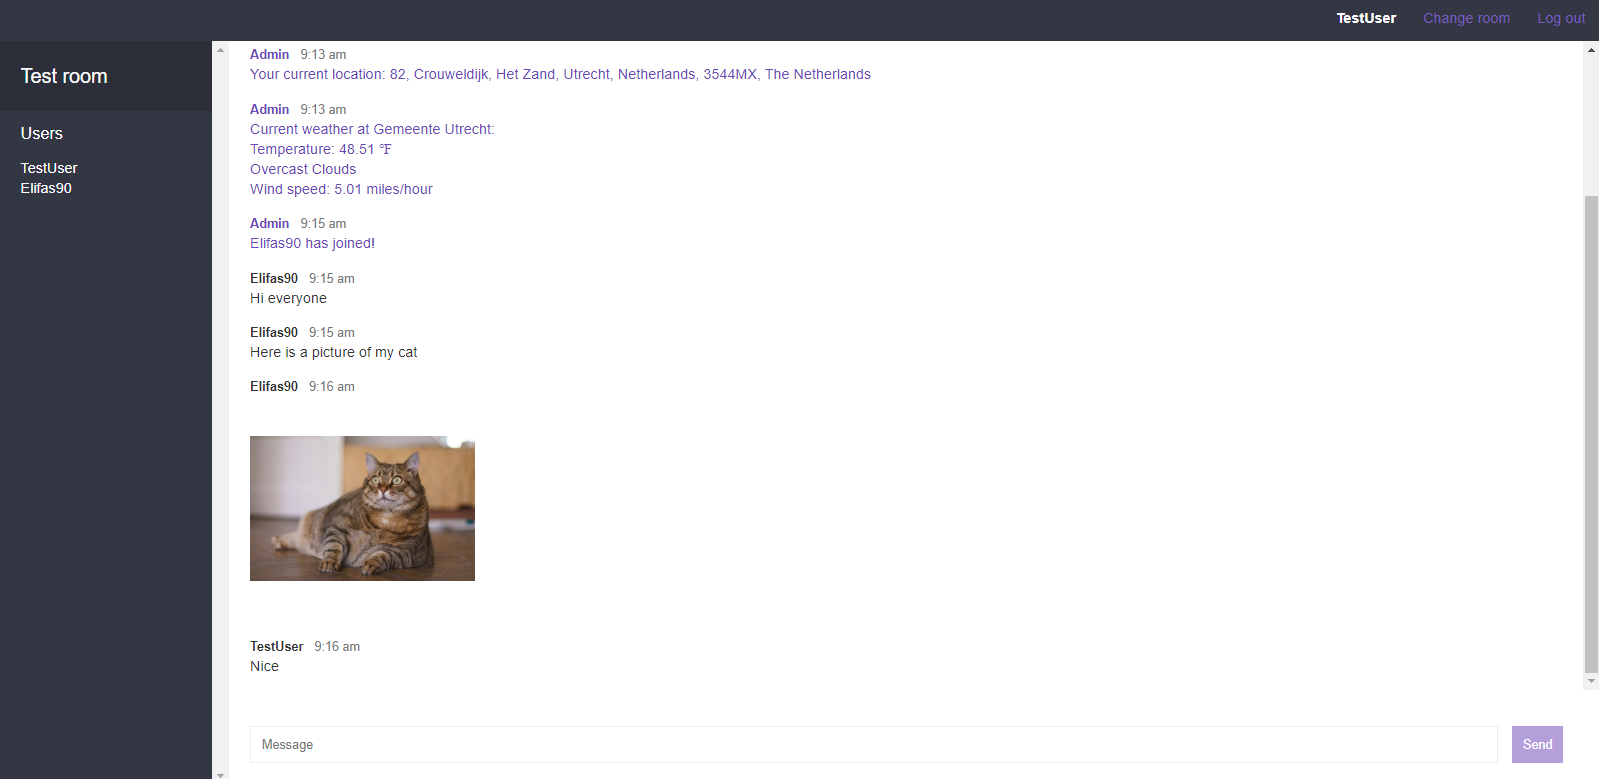 TestUser Change room Log out
Test room
Users
TestUser
Elifas90
Admin 9:13 am
Your current location: 82, Crouweldijk, Het Zand, Utrecht, Netherlands, 3544MX, The Netherlands
Admin 9:13 am
Current weather at Gemeente Utrecht:
Temperature: 48.51 ℉
Overcast Clouds
Wind speed: 5.01 miles/hour
Admin 9:15 am
Elifas90 has joined!
Elifas90 9:15 am
Hi everyone
Elifas90 9:15 am
Here is a picture of my cat
Elifas90 9:16 am
TestUser 9:16 am
Nice
Message
Send